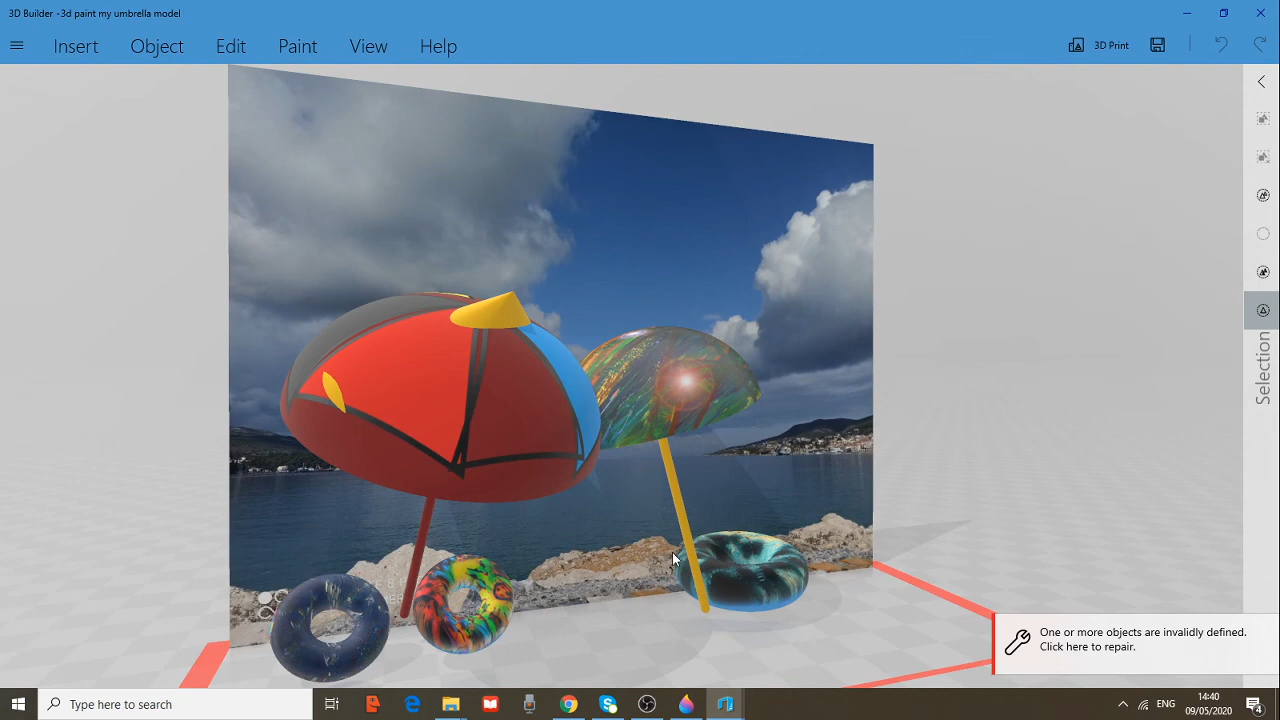 3D Builder -3d paint my umbrella model
Insert Object Edit Paint View Help
3D Print
Selection
One or more objects are invalidly defined.
Click here to repair.
Type here to search
ENG
14:40
09/05/2020
4